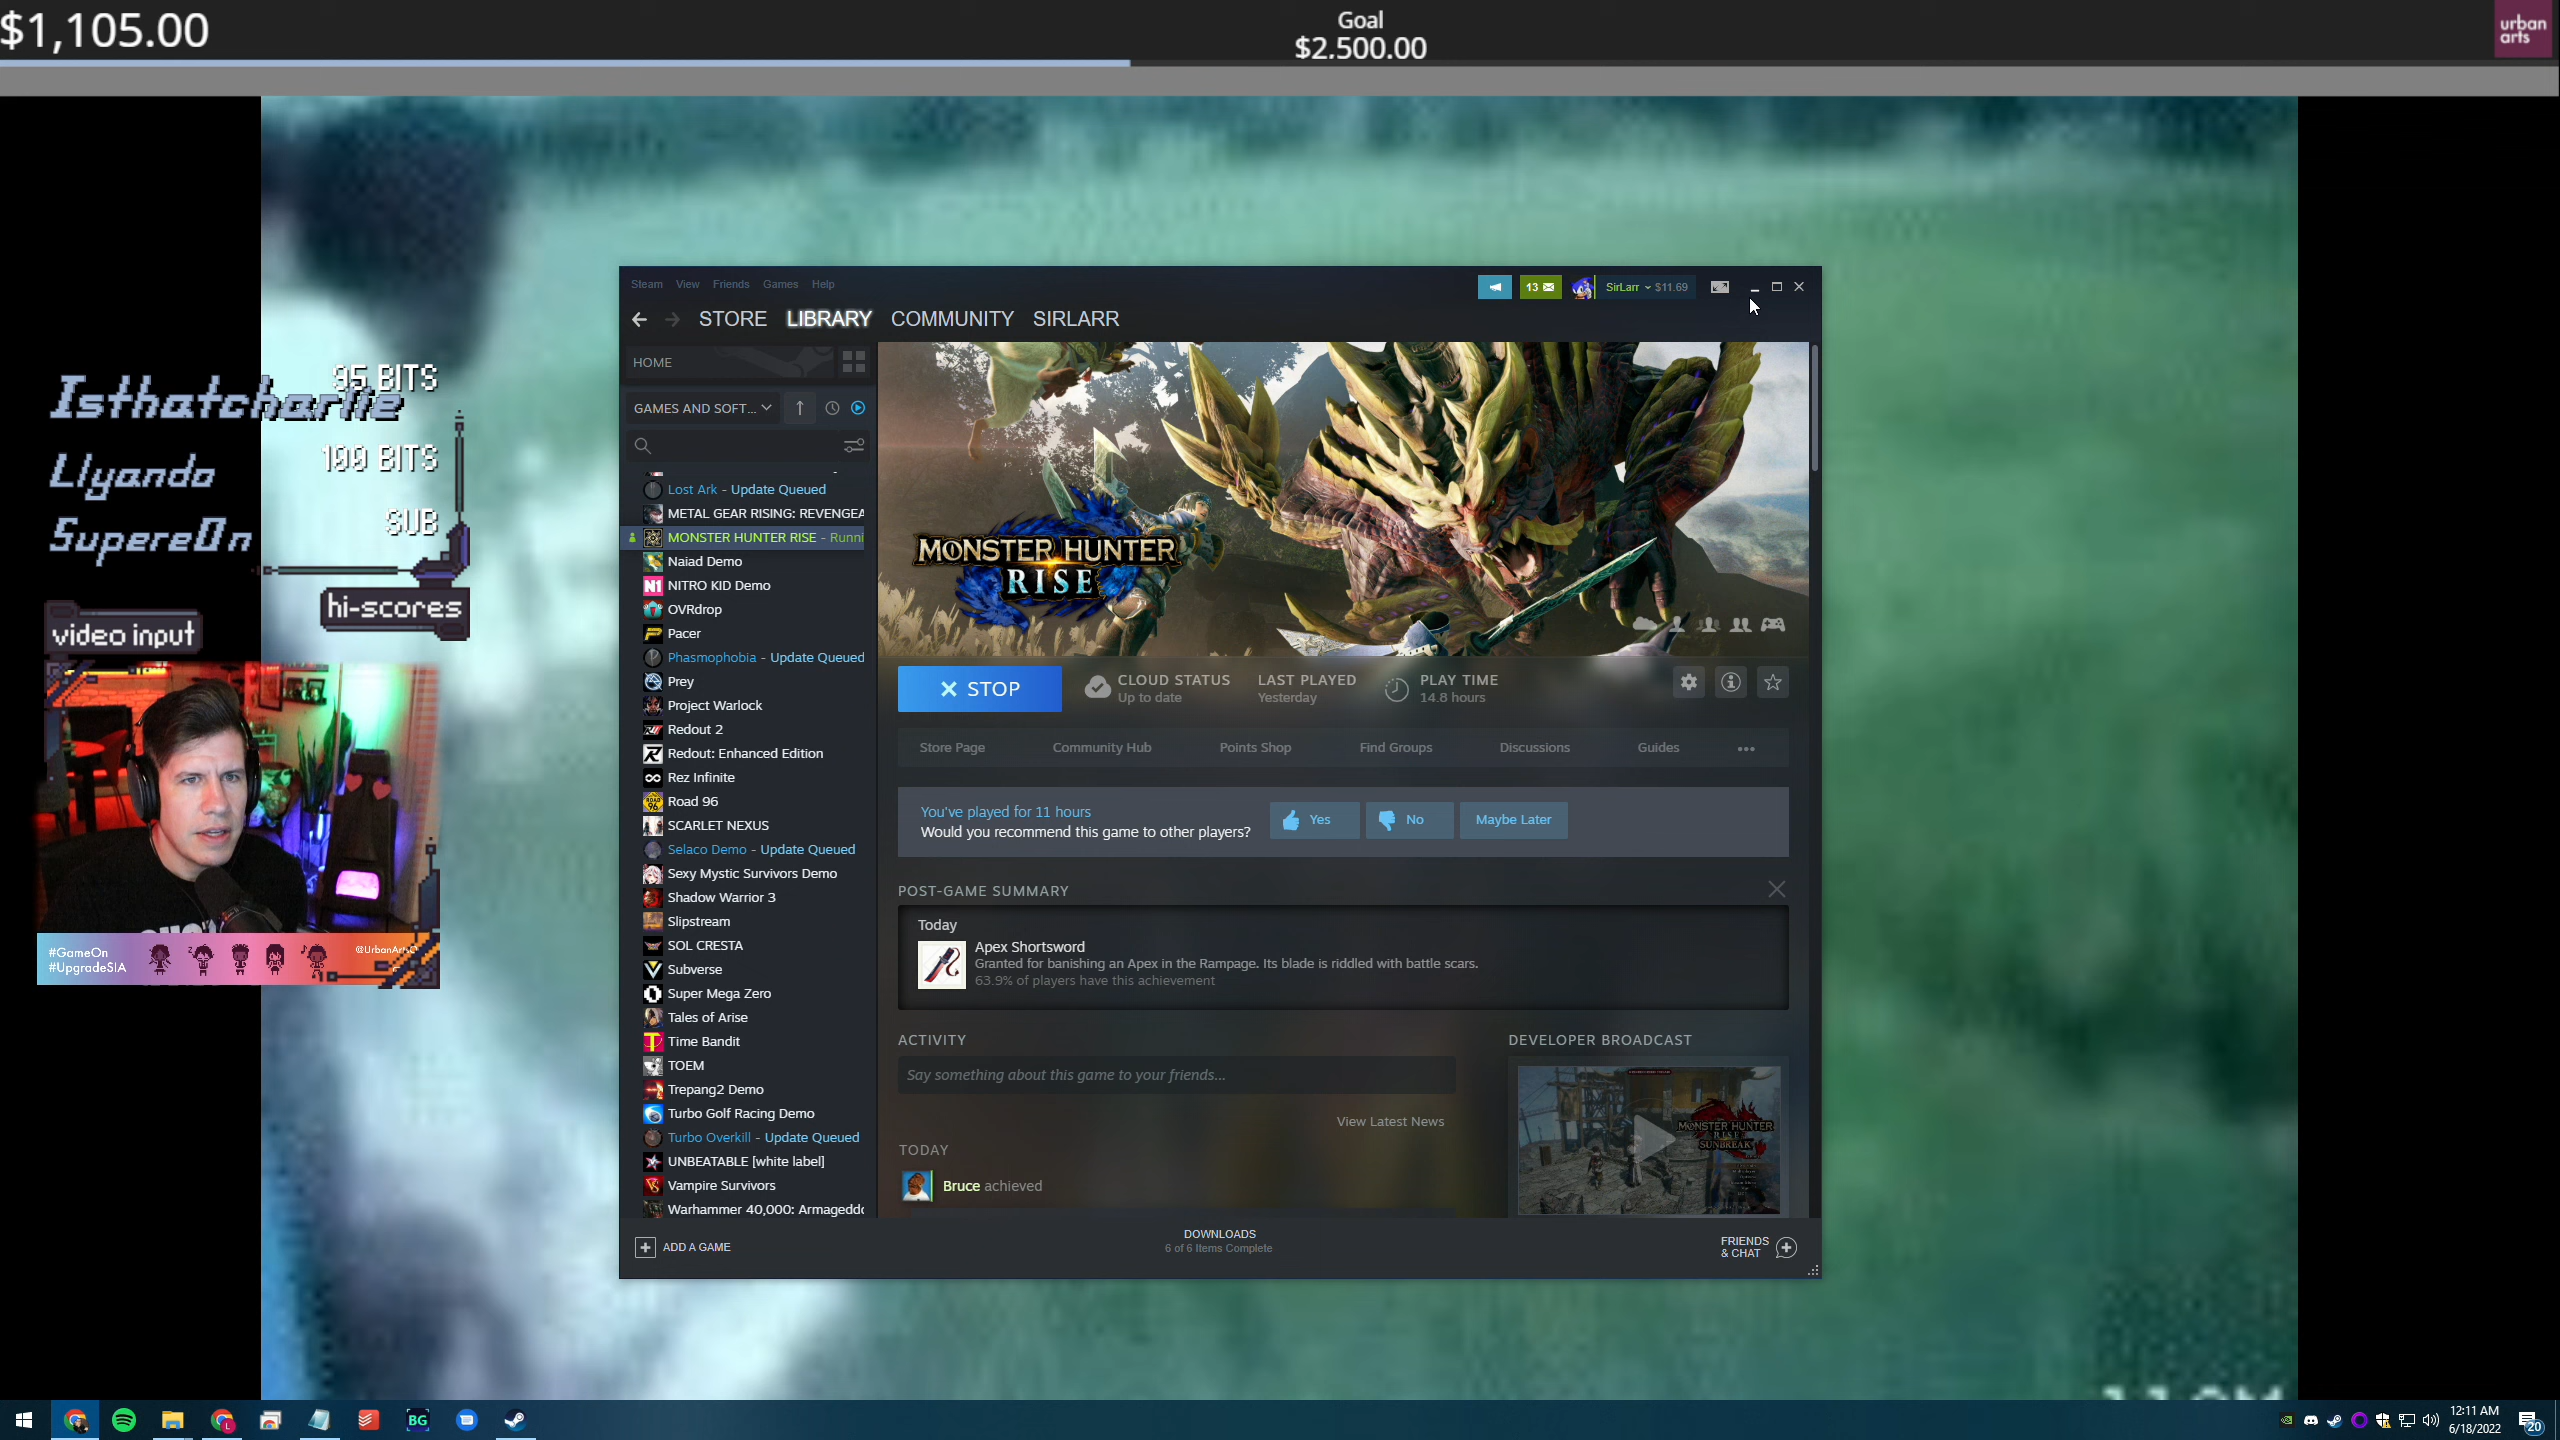 $1,105.00
Goal
$2,500.00
urban
arts
Steam View Friends Games Help
13
SirLarr $11.69
STORE LIBRARY COMMUNITY SIRLARR
HOME
GAMES AND SOFT...
Lost Ark - Update Queued
METAL GEAR RISING: REVENGEA
MONSTER HUNTER RISE - Runni
Naiad Demo
NITRO KID Demo
OVRdrop
Pacer
Phasmophobia - Update Queued
Prey
Project Warlock
Redout 2
Redout: Enhanced Edition
Rez Infinite
Road 96
SCARLET NEXUS
Selaco Demo - Update Queued
Sexy Mystic Survivors Demo
Shadow Warrior 3
Slipstream
SOL CRESTA
Subverse
Super Mega Zero
Tales of Arise
Time Bandit
TOEM
Trepang2 Demo
Turbo Golf Racing Demo
Turbo Overkill - Update Queued
UNBEATABLE [white label]
Vampire Survivors
Warhammer 40,000: Armageddo
MONSTER HUNTER
RISE
STOP
CLOUD STATUS
Up to date
LAST PLAYED
Yesterday
PLAY TIME
14.8 hours
Store Page Community Hub Points Shop Find Groups Discussions Guides
You've played for 11 hours
Would you recommend this game to other players?
Yes No Maybe Later
POST-GAME SUMMARY
Today
Apex Shortsword
Granted for banishing an Apex in the Rampage. Its blade is riddled with battle scars.
63.9% of players have this achievement
ACTIVITY
Say something about this game to your friends...
View Latest News
TODAY
Bruce achieved
DEVELOPER BROADCAST
MONSTER HUNTER
RISE
SUNBREAK
ADD A GAME
DOWNLOADS
6 of 6 Items Complete
FRIENDS
& CHAT
95 BITS
Isthatcharlie
100 BITS
Llyando
SUB
Supere0n
hi-scores
video input
#GameOn
#UpgradeSIA
BG
12:11 AM
6/18/2022
20